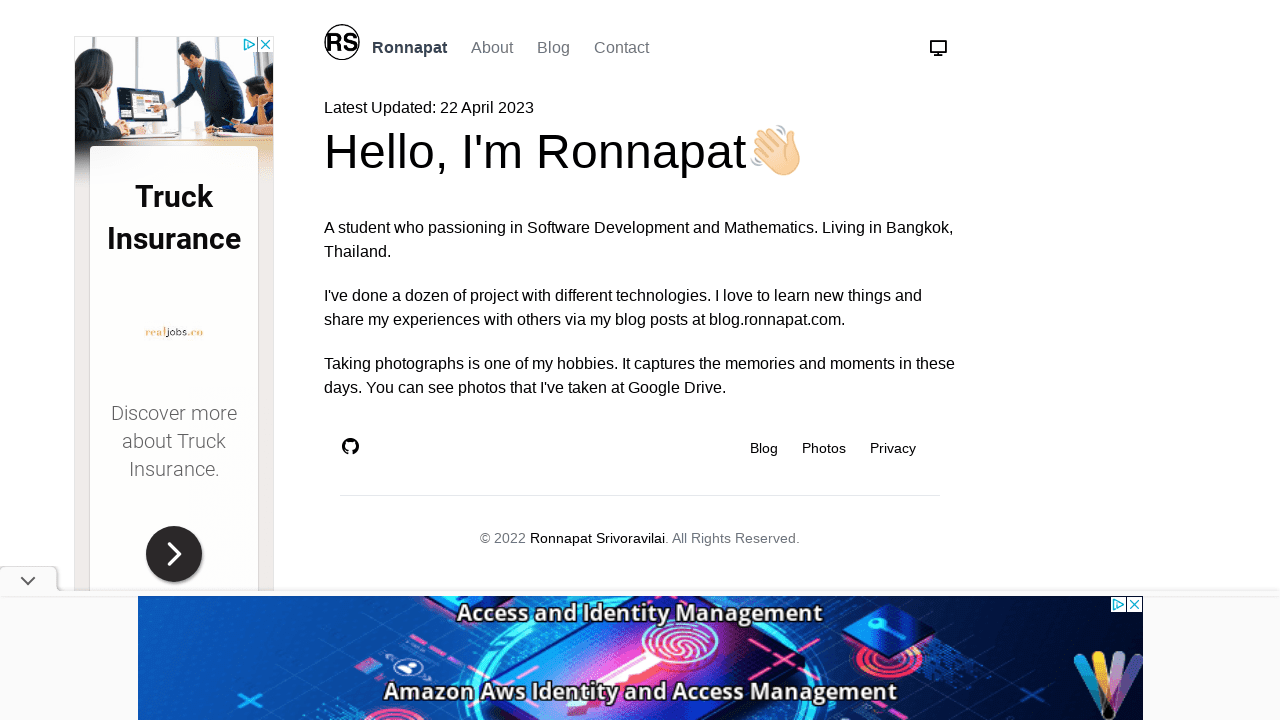 RS
Ronnapat
About
Blog
Contact
Latest Updated: 22 April 2023
Hello, I'm Ronnapat
A student who passioning in Software Development and Mathematics. Living in Bangkok,
Thailand.
I've done a dozen of project with different technologies. I love to learn new things and
share my experiences with others via my blog posts at blog.ronnapat.com.
Taking photographs is one of my hobbies. It captures the memories and moments in these
days. You can see photos that I've taken at Google Drive.
Blog
Photos
Privacy
© 2022 Ronnapat Srivoravilai. All Rights Reserved.
Truck
Insurance
realjobs.co
Discover more
about Truck
Insurance.
Access and Identity Management
Amazon Aws Identity and Access Management